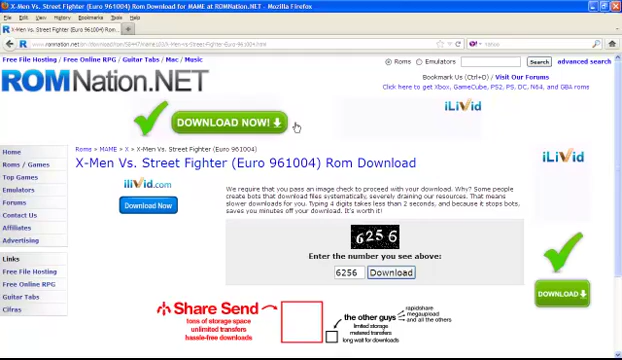 X-Men Vs. Street Fighter (Euro 961004) Rom Download for MAME at ROMNation.NET - Mozilla Firefox
File Edit View History Bookmarks Tools Help
X-Men Vs. Street Fighter (Euro 961004) Rom Do...
Yahoo
Free File Hosting / Free Online RPG / Guitar Tabs / Mac / Music
Roms Emulators Search advanced search
ROMNation.NET
Bookmark Us (Ctrl+D) / Visit Our Forums
Click here to get Xbox, GameCube, PS2, PS, DC, N64, and GBA roms
DOWNLOAD NOW!
iLiVid
Home
Roms / Games
Top Games
Emulators
Forums
Contact Us
Affiliates
Advertising
Links
Free File Hosting
Free Online RPG
Guitar Tabs
Cifras
Roms > MAME > X > X-Men Vs. Street Fighter (Euro 961004)
X-Men Vs. Street Fighter (Euro 961004) Rom Download
iLiVid.com
Download Now
We require that you pass an image check to proceed with your download. Why? Some people
create bots that download files systematically, severely draining our resources. That means
slower downloads for you. Typing 4 digits takes less than 2 seconds, and because it stops bots,
saves you minutes off your download. It's worth it!
6256
Enter the number you see above:
6256 Download
iLiVid
DOWNLOAD
Share Send
tons of storage space
unlimited transfers
hassle-free downloads
the other guys
limited storage
metered transfers
long wait for downloads
rapidshare
megaupload
and all the others